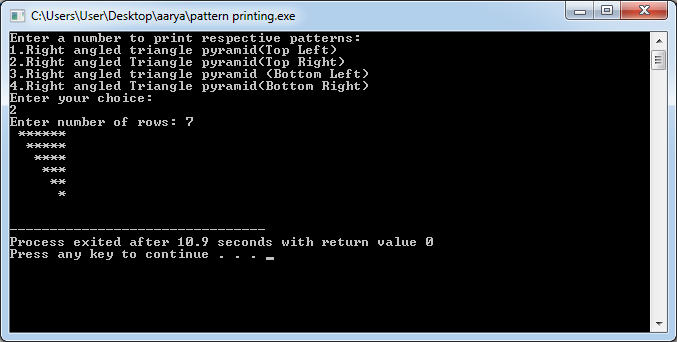 C:\Users\User\Desktop\aarya\pattern printing.exe
Enter a number to print respective patterns:
1.Right angled triangle pyramid(Top Left)
2.Right angled Triangle pyramid(Top Right)
3.Right angled triangle pyramid (Bottom Left)
4.Right angled Triangle pyramid(Bottom Right)
Enter your choice:
2
Enter number of rows: 7
 ******
  *****
   ****
    ***
     **
      *
--------------------------------
Process exited after 10.9 seconds with return value 0
Press any key to continue . . . _